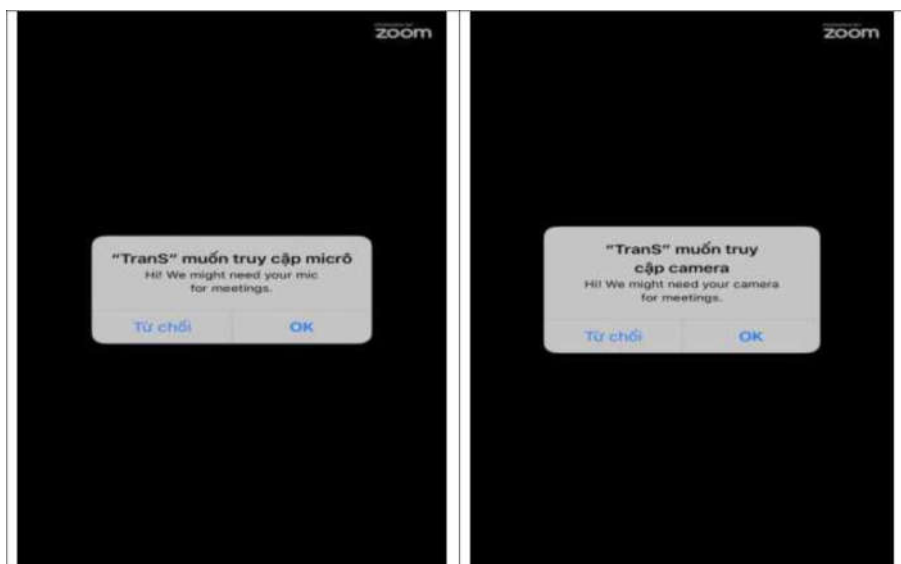 zoom
"TranS" muốn truy cập micrô
Hi! We might need your mic
for meetings.
Từ chối OK
zoom
"TranS" muốn truy
cập camera
Hi! We might need your camera
for meetings.
Từ chối OK